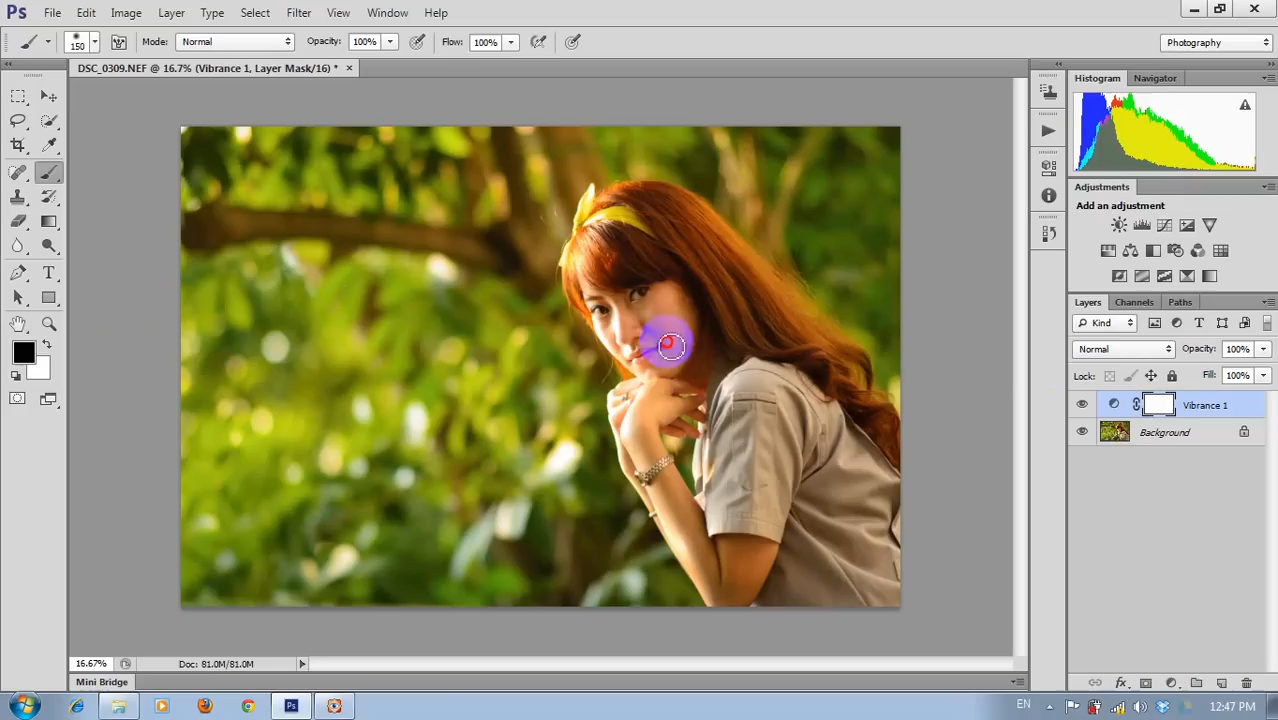 Ps File Edit Image Layer Type Select Filter View Window Help
150 Mode: Normal Opacity: 100% Flow: 100% Photography
DSC_0309.NEF @ 16.7% (Vibrance 1, Layer Mask/16) * ×
Histogram Navigator
Adjustments
Add an adjustment
Layers Channels Paths
Kind
Normal Opacity: 100%
Lock: Fill: 100%
Vibrance 1
Background
fx
16.67% Doc: 81.0M/81.0M
Mini Bridge
Ps EN 12:47 PM